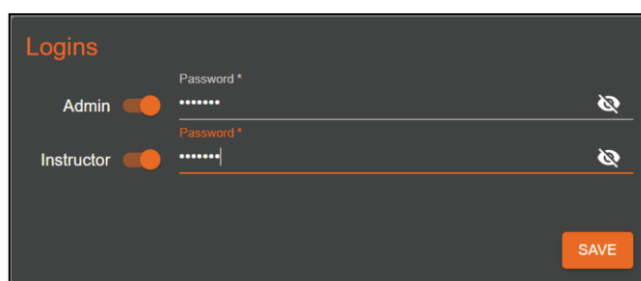 Logins
Password *
Admin •••••••
Password *
Instructor •••••••
SAVE